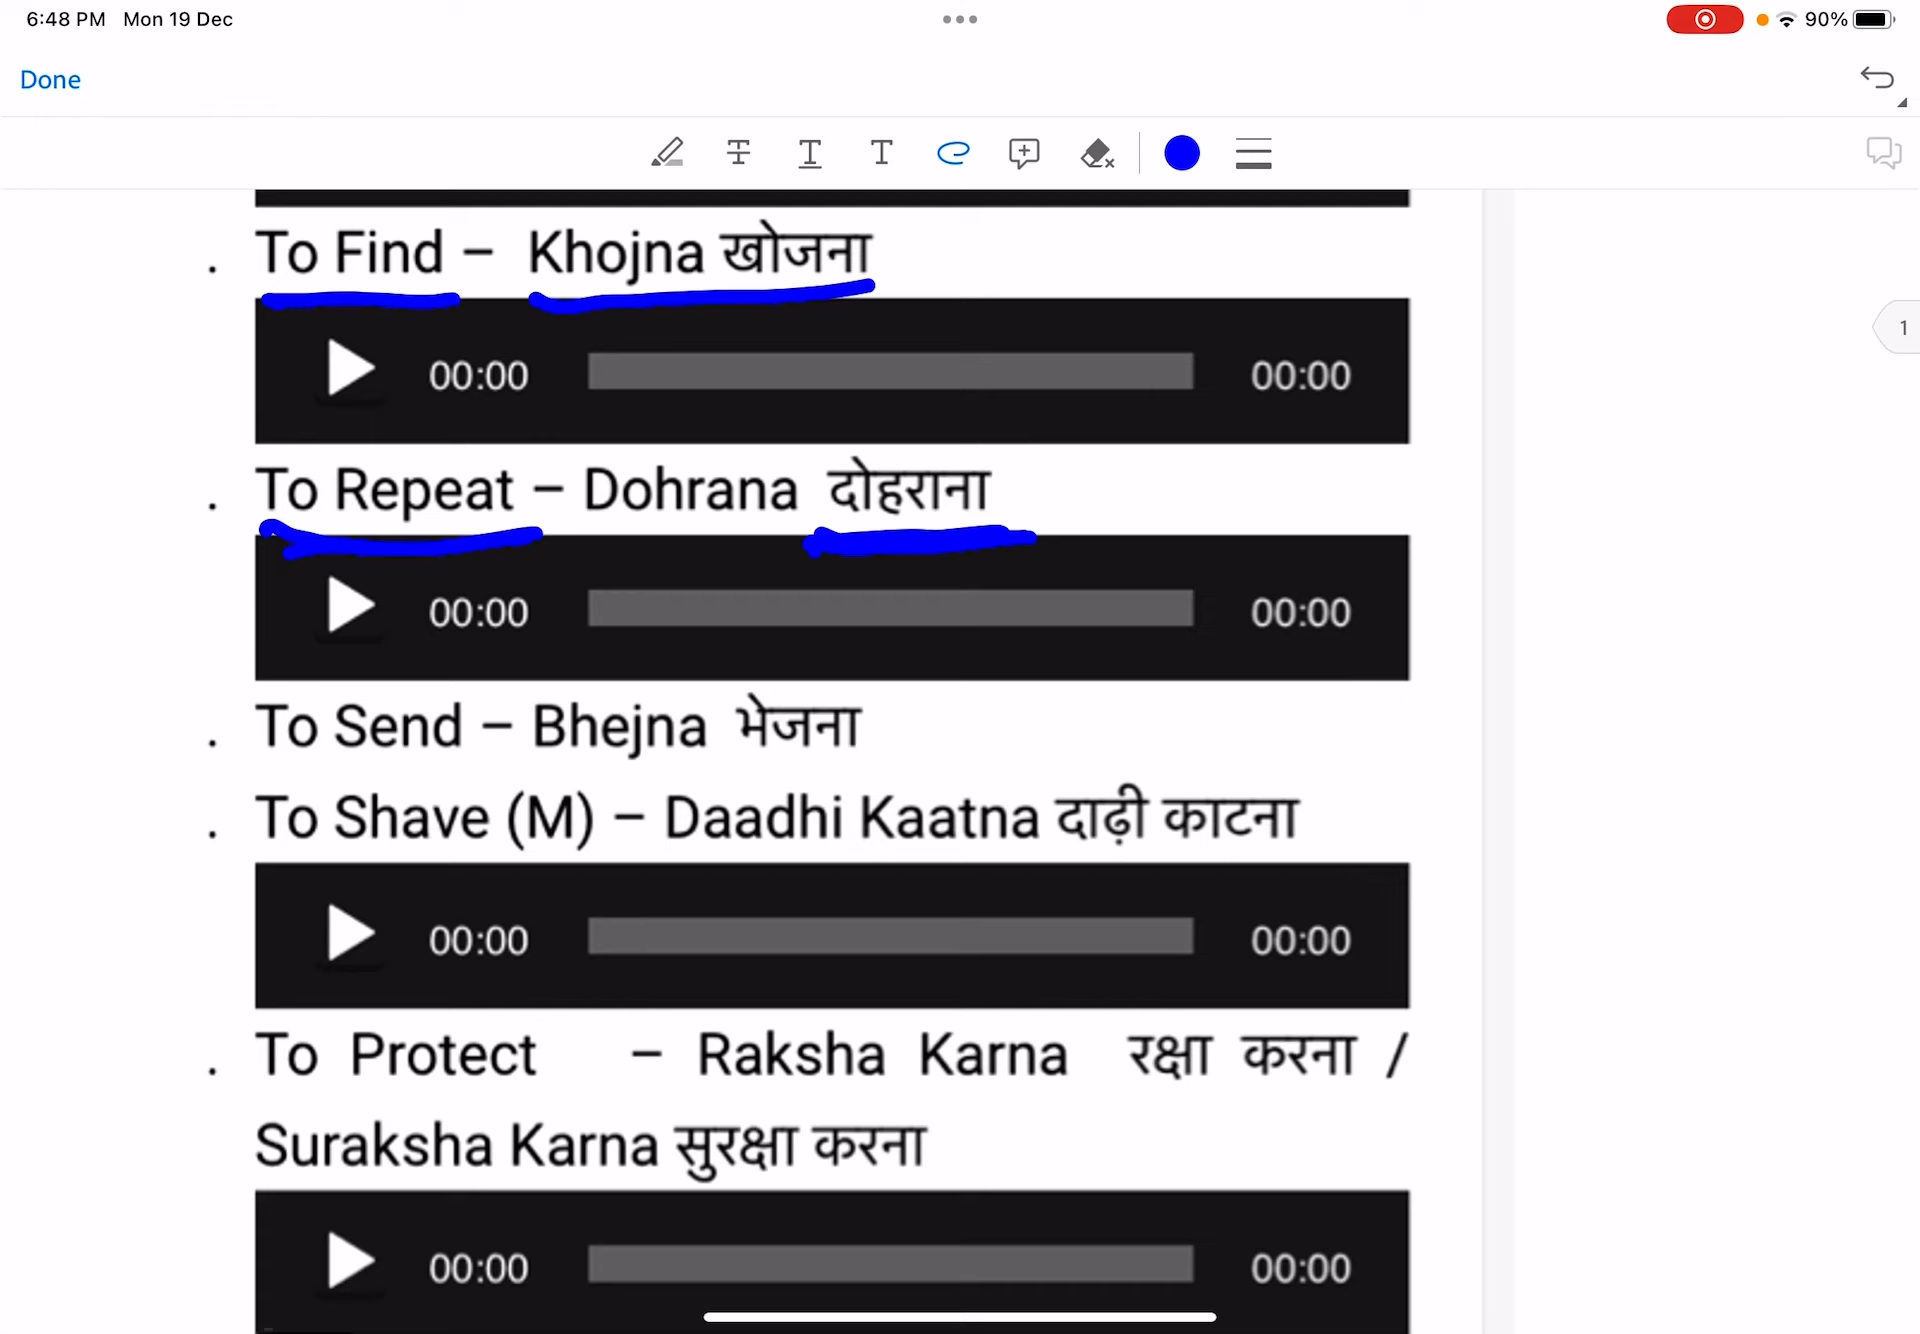 6:48 PM Mon 19 Dec
90%
Done
T T T
1
. To Find – Khojna खोजना
00:00 00:00
. To Repeat – Dohrana दोहराना
00:00 00:00
. To Send – Bhejna भेजना
. To Shave (M) – Daadhi Kaatna दाढ़ी काटना
00:00 00:00
. To Protect – Raksha Karna रक्षा करना /
Suraksha Karna सुरक्षा करना
00:00 00:00